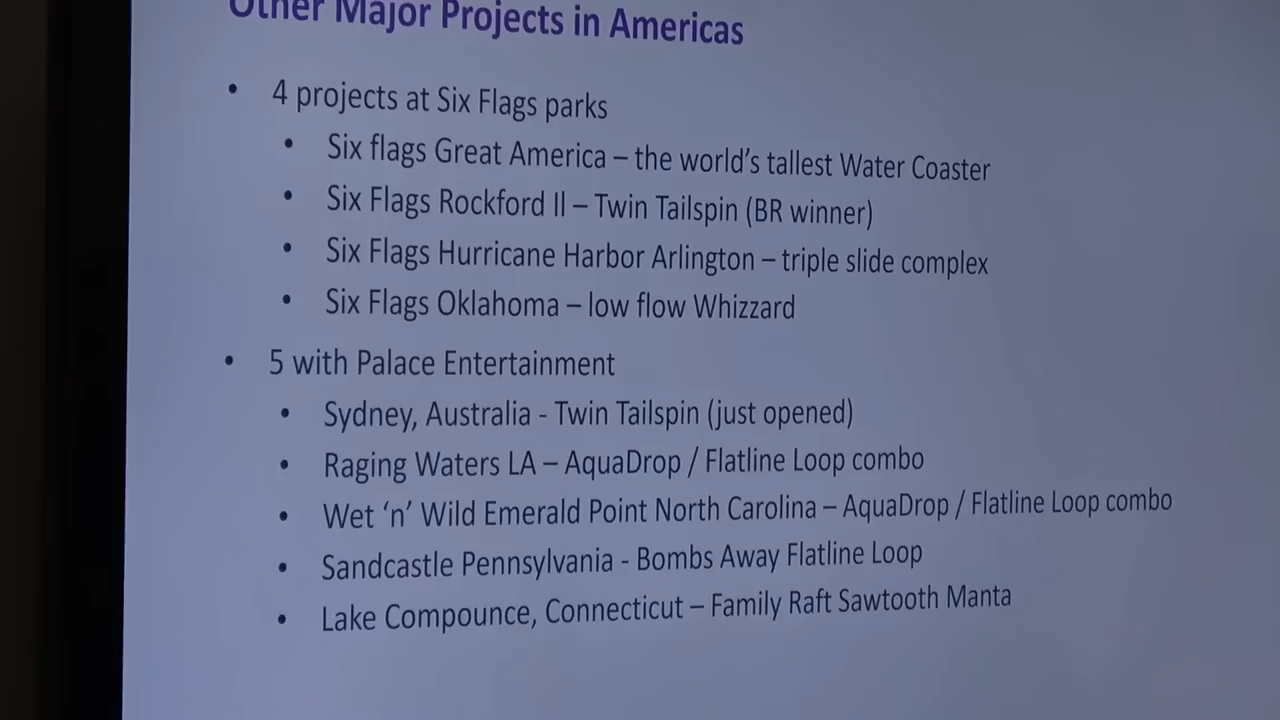 Other Major Projects in Americas
• 4 projects at Six Flags parks
• Six flags Great America – the world's tallest Water Coaster
• Six Flags Rockford Il – Twin Tailspin (BR winner)
• Six Flags Hurricane Harbor Arlington – triple slide complex
• Six Flags Oklahoma – low flow Whizzard
• 5 with Palace Entertainment
• Sydney, Australia - Twin Tailspin (just opened)
• Raging Waters LA – AquaDrop / Flatline Loop combo
• Wet 'n' Wild Emerald Point North Carolina – AquaDrop / Flatline Loop combo
• Sandcastle Pennsylvania - Bombs Away Flatline Loop
• Lake Compounce, Connecticut – Family Raft Sawtooth Manta